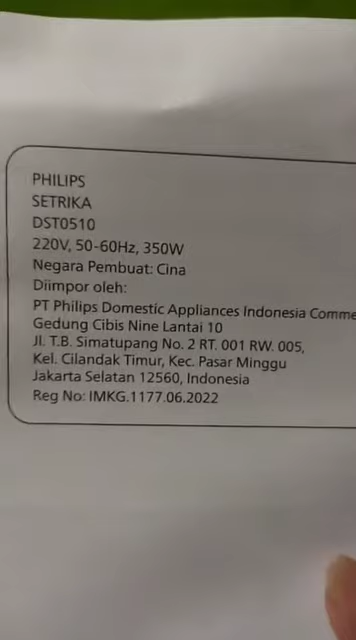 PHILIPS
SETRIKA
DST0510
220V, 50-60Hz, 350W
Negara Pembuat: Cina
Diimpor oleh:
PT Philips Domestic Appliances Indonesia Comme
Gedung Cibis Nine Lantai 10
Jl. T.B. Simatupang No. 2 RT. 001 RW. 005,
Kel. Cilandak Timur, Kec. Pasar Minggu
Jakarta Selatan 12560, Indonesia
Reg No: IMKG.1177.06.2022